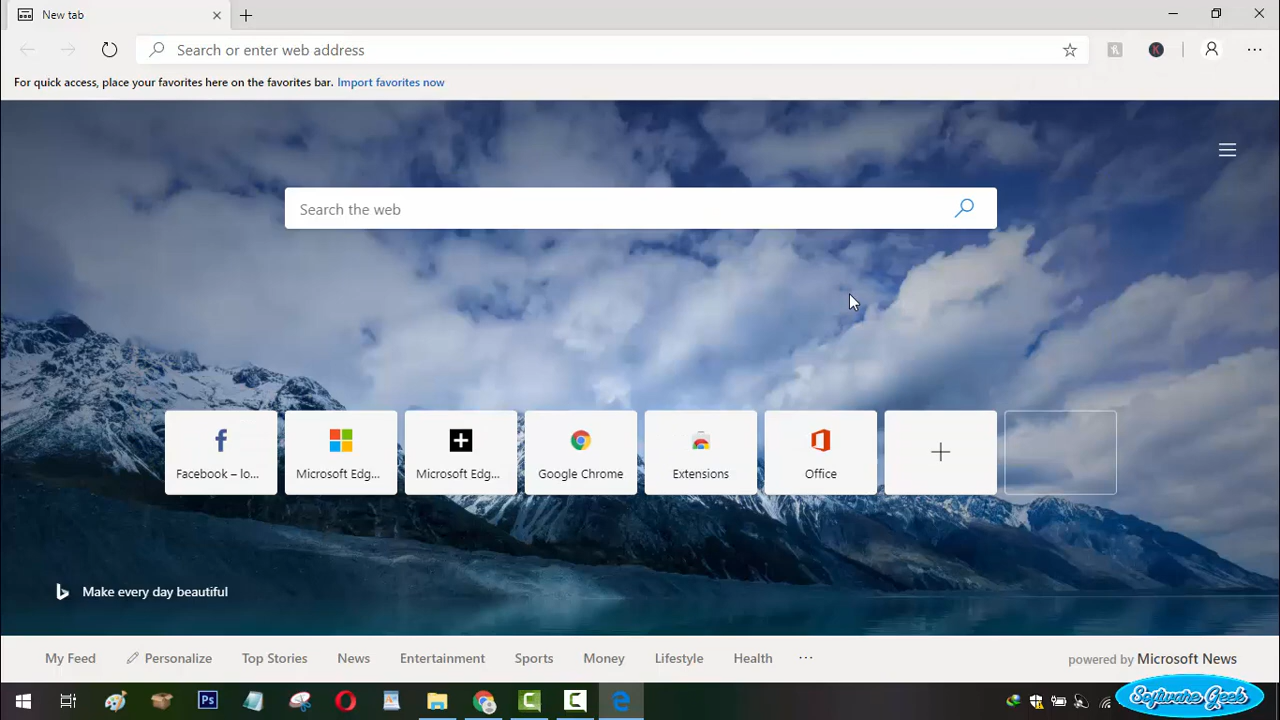 New tab
Search or enter web address
For quick access, place your favorites here on the favorites bar. Import favorites now
Search the web
Facebook – lo...
Microsoft Edg...
Microsoft Edg...
Google Chrome
Extensions
Office
Make every day beautiful
My Feed
Personalize
Top Stories
News
Entertainment
Sports
Money
Lifestyle
Health
powered by Microsoft News
Ps
Software Geek